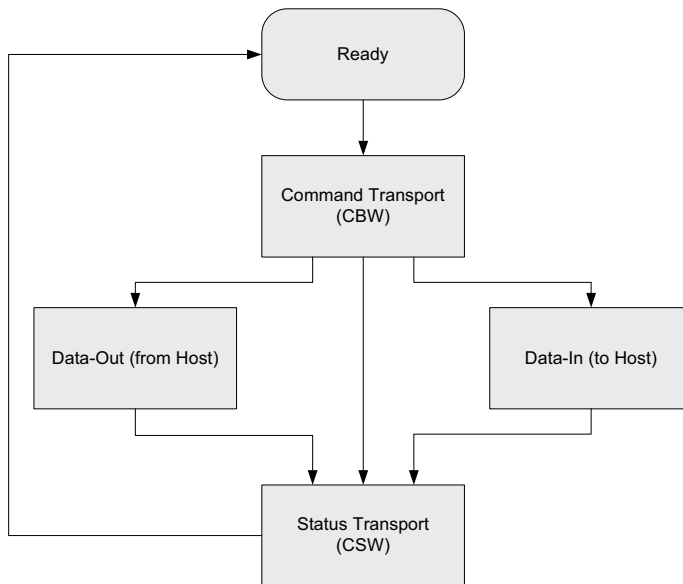 Ready
Command Transport
(CBW)
Data-Out (from Host)
Data-In (to Host)
Status Transport
(CSW)